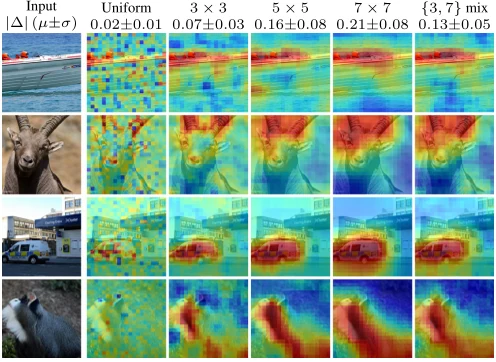 Input Uniform 3 × 3 5 × 5 7 × 7 {3, 7} mix
|Δ| (μ±σ) 0.02±0.01 0.07±0.03 0.16±0.08 0.21±0.08 0.13±0.05